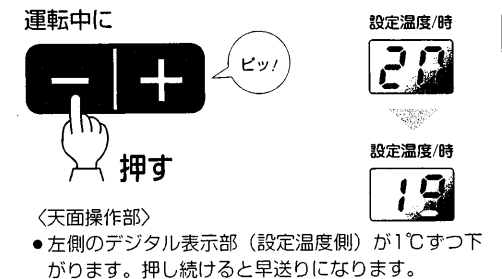 運転中に
設定温度/時
− +
ピッ!
20
押す
設定温度/時
19
〈天面操作部〉
●左側のデジタル表示部（設定温度側）が1℃ずつ下
がります。押し続けると早送りになります。